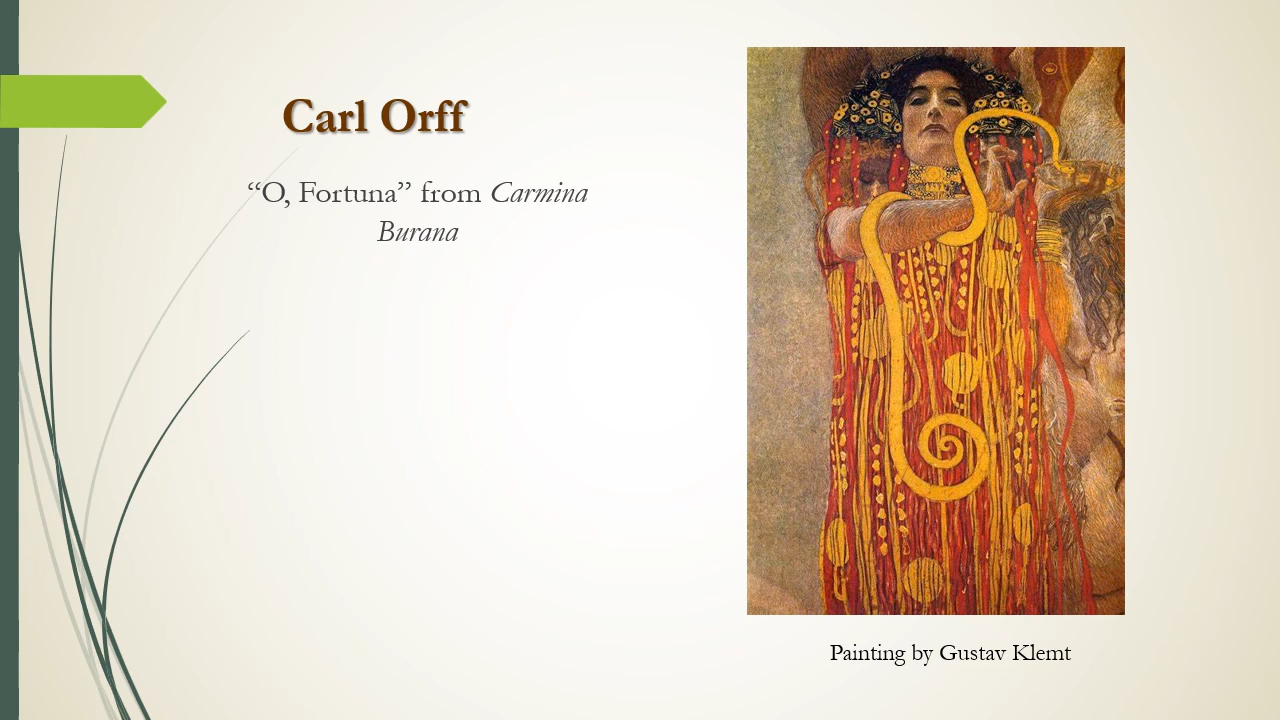 Carl Orff
“O, Fortuna” from Carmina
Burana
Painting by Gustav Klemt